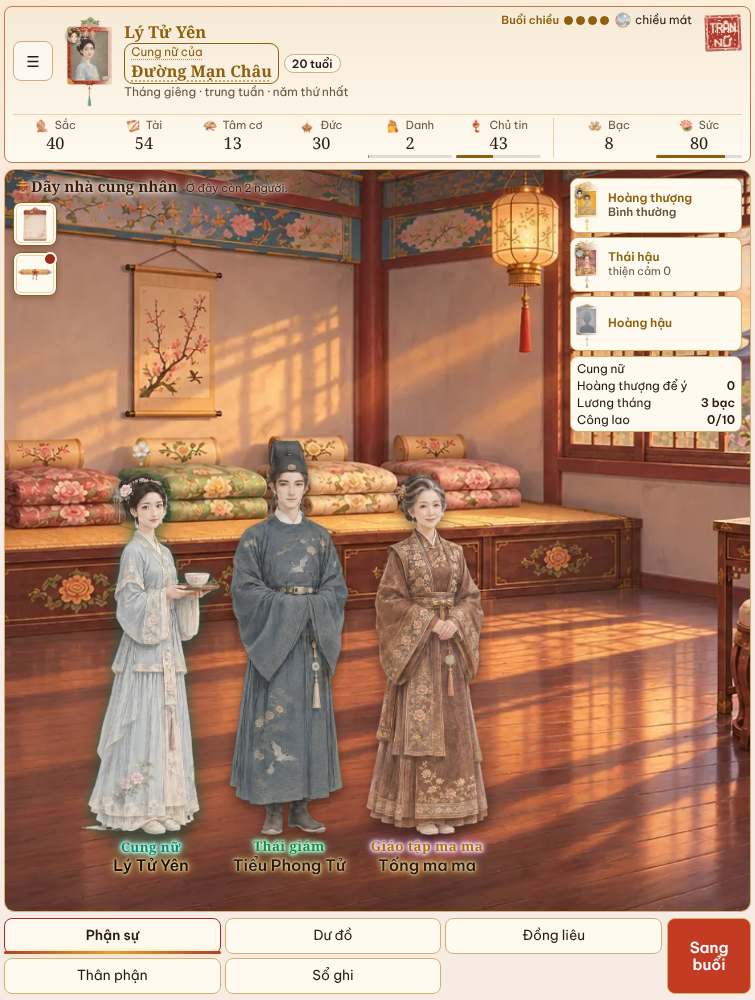 Lý Tử Yên
Cung nữ của
Đường Mạn Châu
20 tuổi
Tháng giêng · trung tuần · năm thứ nhất
Buổi chiều
chiều mát
TRÂN NỮ
Sắc
40
Tài
54
Tâm cơ
13
Đức
30
Danh
2
Chủ tin
43
Bạc
8
Sức
80
Dãy nhà cung nhân · Ở đây còn 2 người.
Hoàng thượng
Bình thường
Thái hậu
thiện cảm 0
Hoàng hậu
Cung nữ
Hoàng thượng để ý 0
Lương tháng 3 bạc
Công lao 0/10
Cung nữ
Lý Tử Yên
Thái giám
Tiểu Phong Tử
Giáo tập ma ma
Tống ma ma
Phận sự
Dư đồ
Đồng liêu
Thân phận
Sổ ghi
Sang
buổi